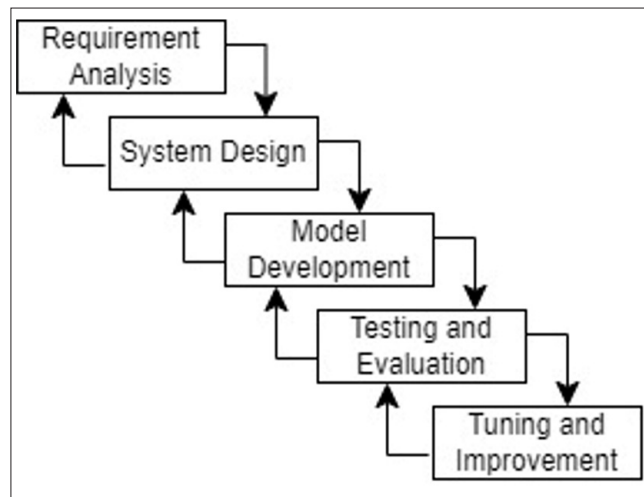 Requirement
Analysis
System Design
Model
Development
Testing and
Evaluation
Tuning and
Improvement